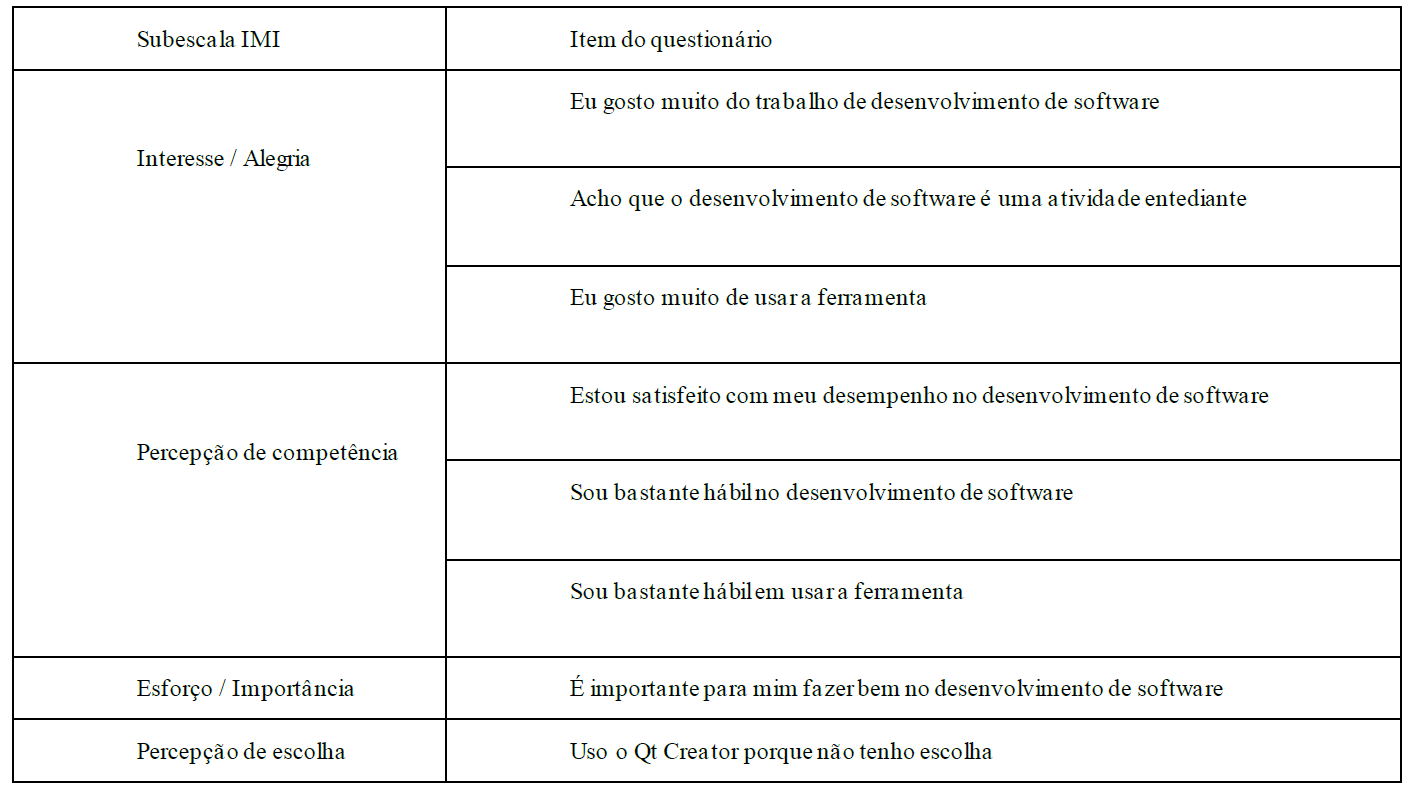 Subescala IMI
Item do questionário
Interesse / Alegria
Eu gosto muito do trabalho de desenvolvimento de software
Acho que o desenvolvimento de software é uma atividade entediante
Eu gosto muito de usar a ferramenta
Percepção de competência
Estou satisfeito com meu desempenho no desenvolvimento de software
Sou bastante hábil no desenvolvimento de software
Sou bastante hábil em usar a ferramenta
Esforço / Importância
É importante para mim fazer bem no desenvolvimento de software
Percepção de escolha
Uso o Qt Creator porque não tenho escolha